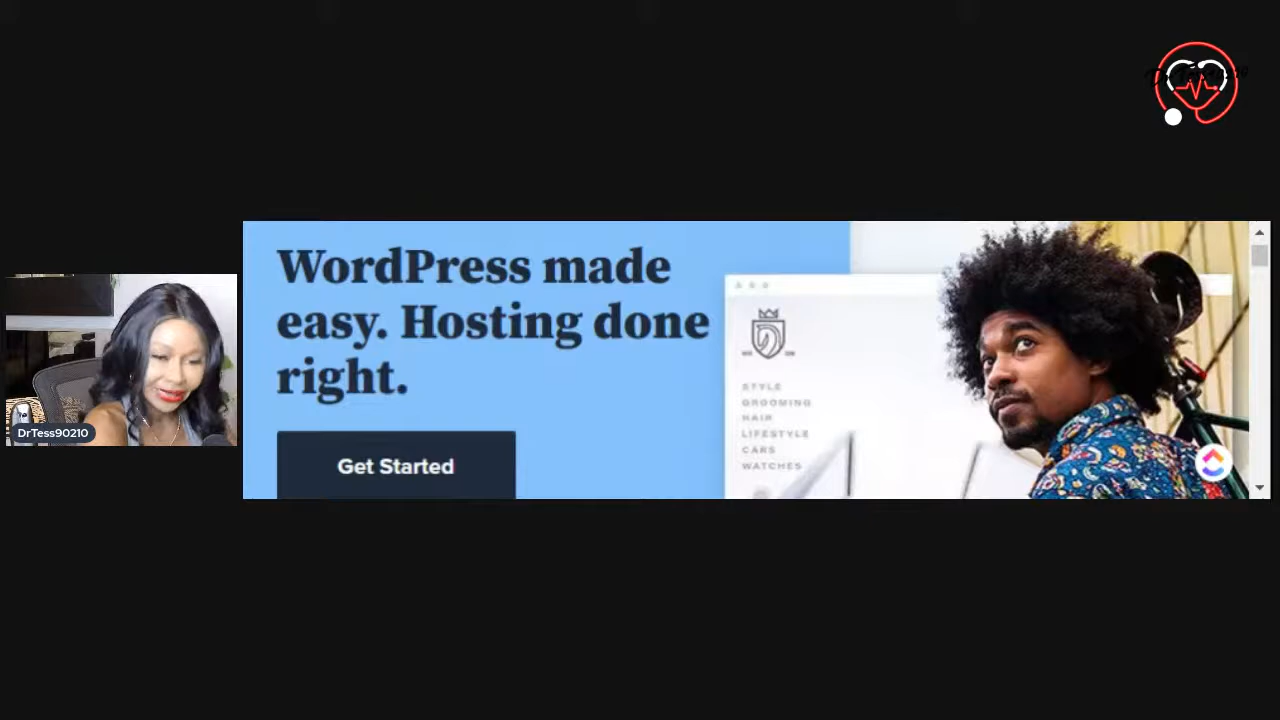 WordPress made
easy. Hosting done
right.
Get Started
STYLE
GROOMING
HAIR
LIFESTYLE
CARS
WATCHES
DrTess90210